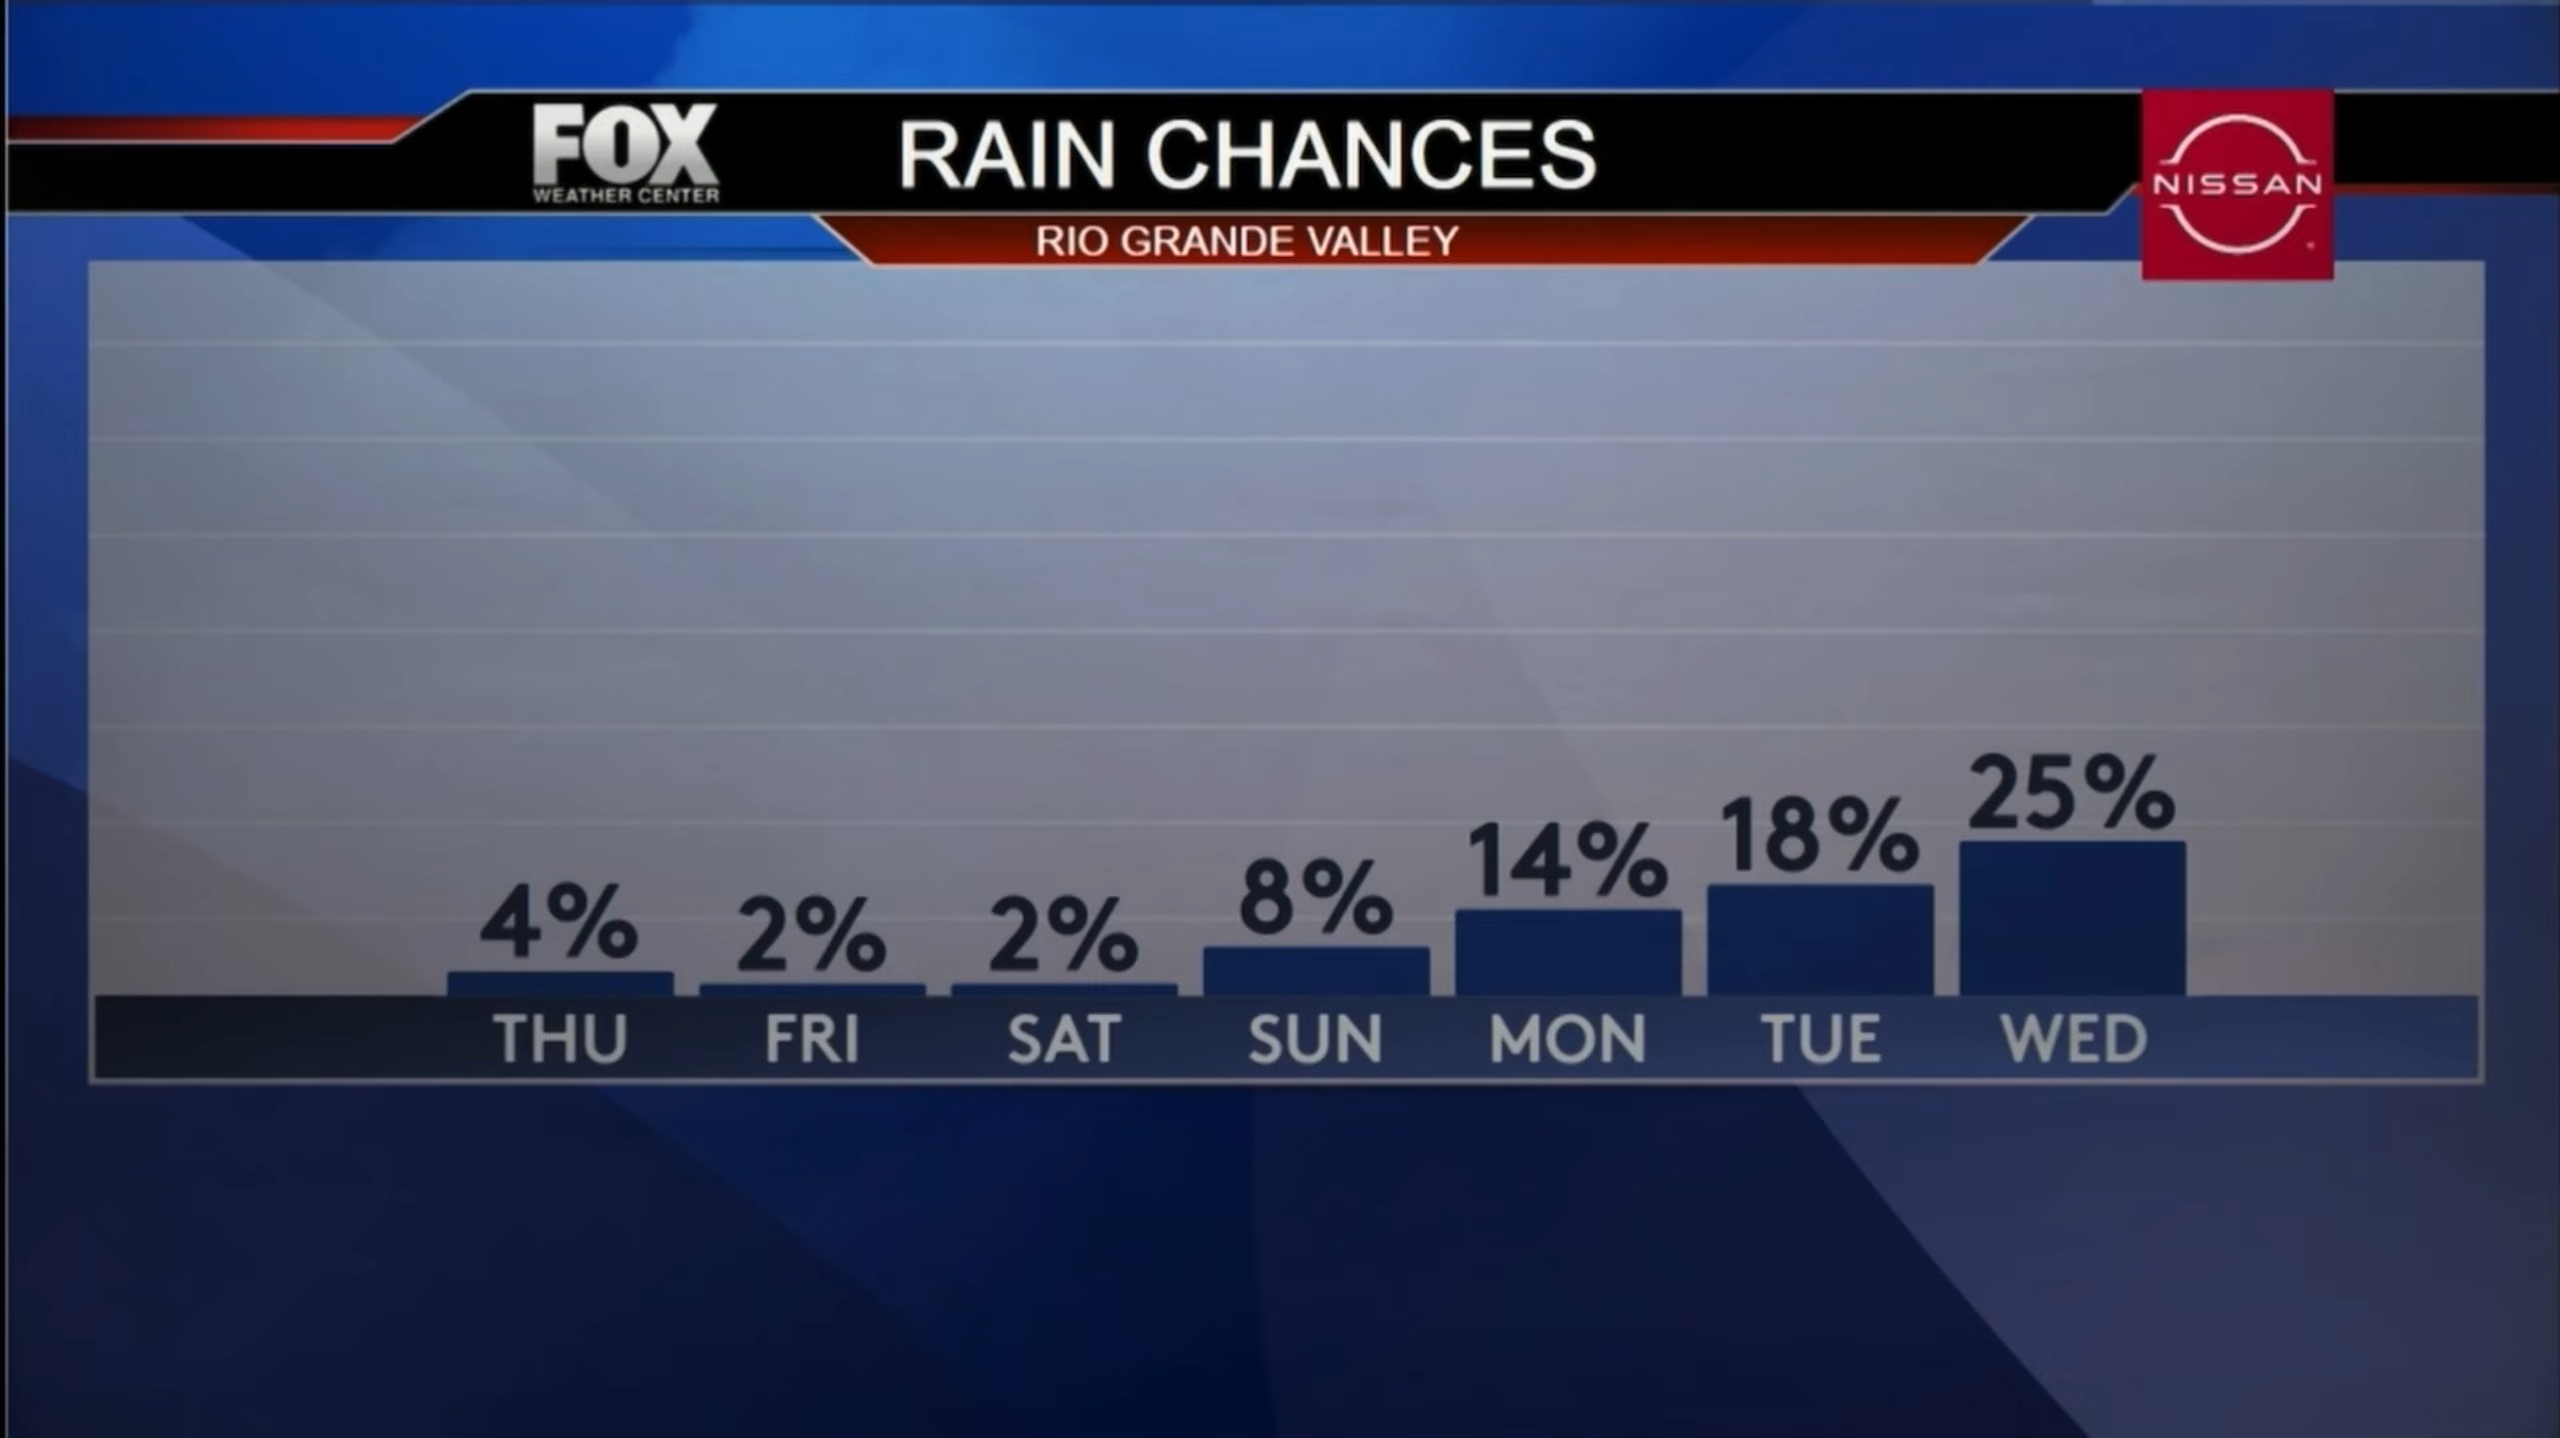 FOX
WEATHER CENTER
RAIN CHANCES
NISSAN
RIO GRANDE VALLEY
4% 2% 2% 8% 14% 18% 25%
THU FRI SAT SUN MON TUE WED